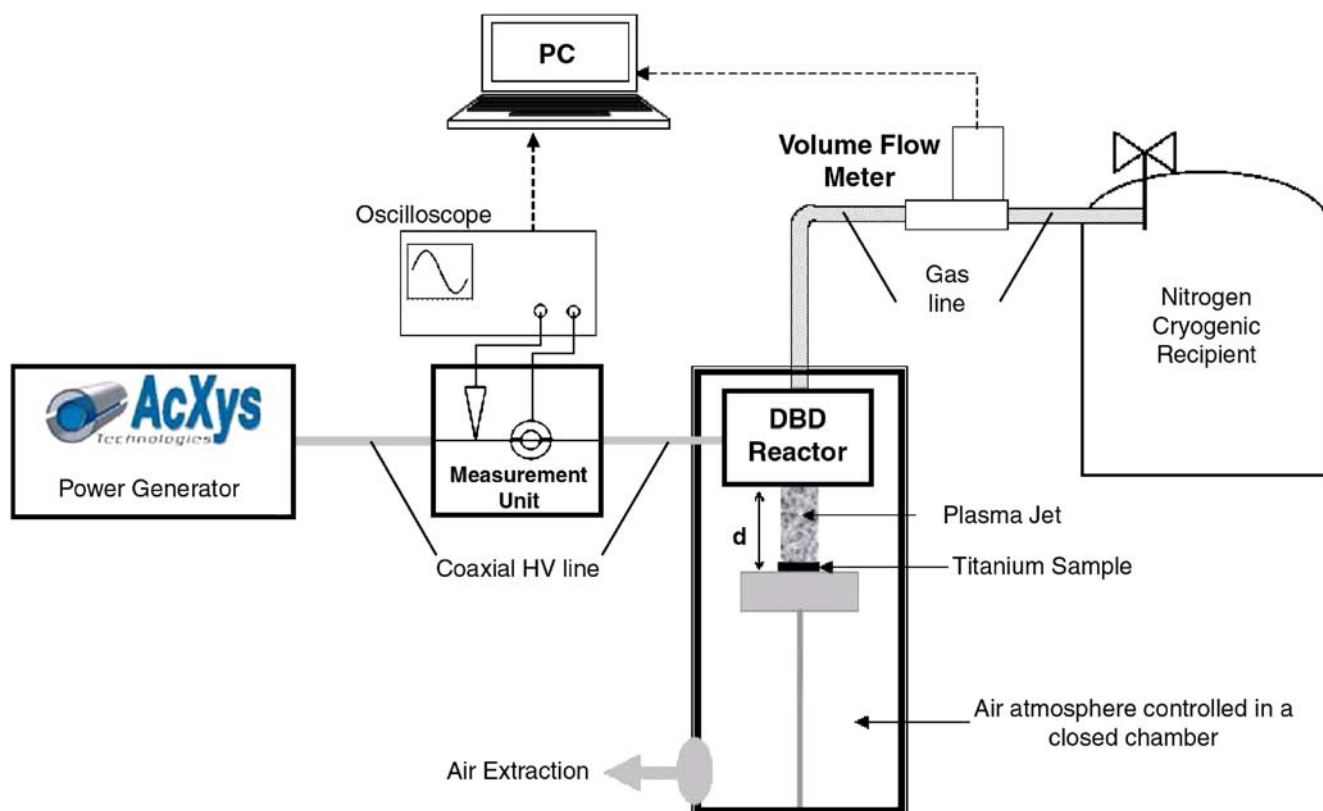 PC
Volume Flow
Meter
Oscilloscope
Gas
line
Nitrogen
Cryogenic
Recipient
AcXys
Technologies
Power Generator
Measurement
Unit
DBD
Reactor
Coaxial HV line
d
Plasma Jet
Titanium Sample
Air atmosphere controlled in a
closed chamber
Air Extraction